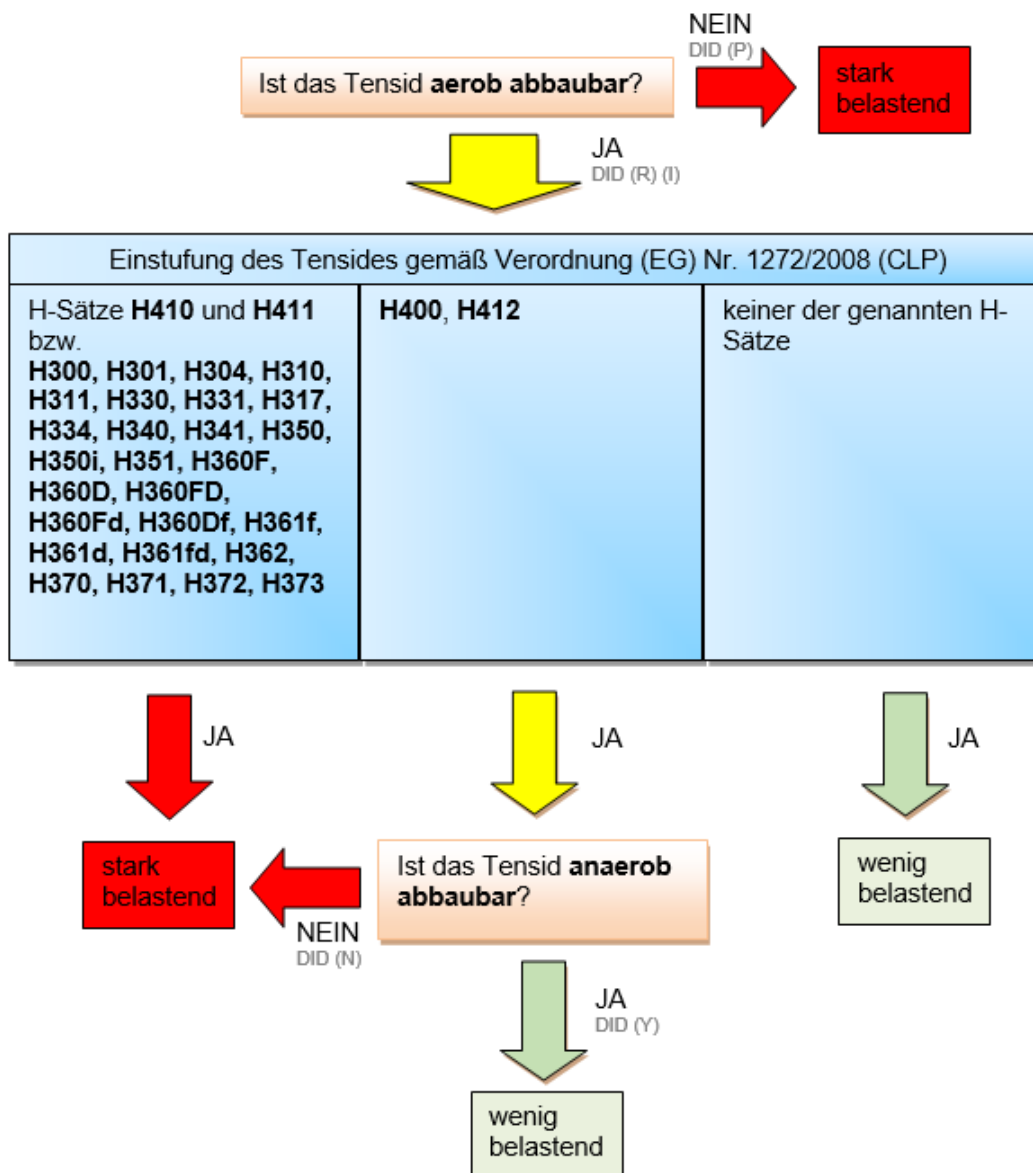 NEIN
DID (P)
Ist das Tensid aerob abbaubar?
stark
belastend
JA
DID (R) (I)
Einstufung des Tensides gemäß Verordnung (EG) Nr. 1272/2008 (CLP)
H-Sätze H410 und H411
bzw.
H300, H301, H304, H310,
H311, H330, H331, H317,
H334, H340, H341, H350,
H350i, H351, H360F,
H360D, H360FD,
H360Fd, H360Df, H361f,
H361d, H361fd, H362,
H370, H371, H372, H373
H400, H412
keiner der genannten H-
Sätze
JA
JA
JA
stark
belastend
NEIN
DID (N)
Ist das Tensid anaerob
abbaubar?
wenig
belastend
JA
DID (Y)
wenig
belastend